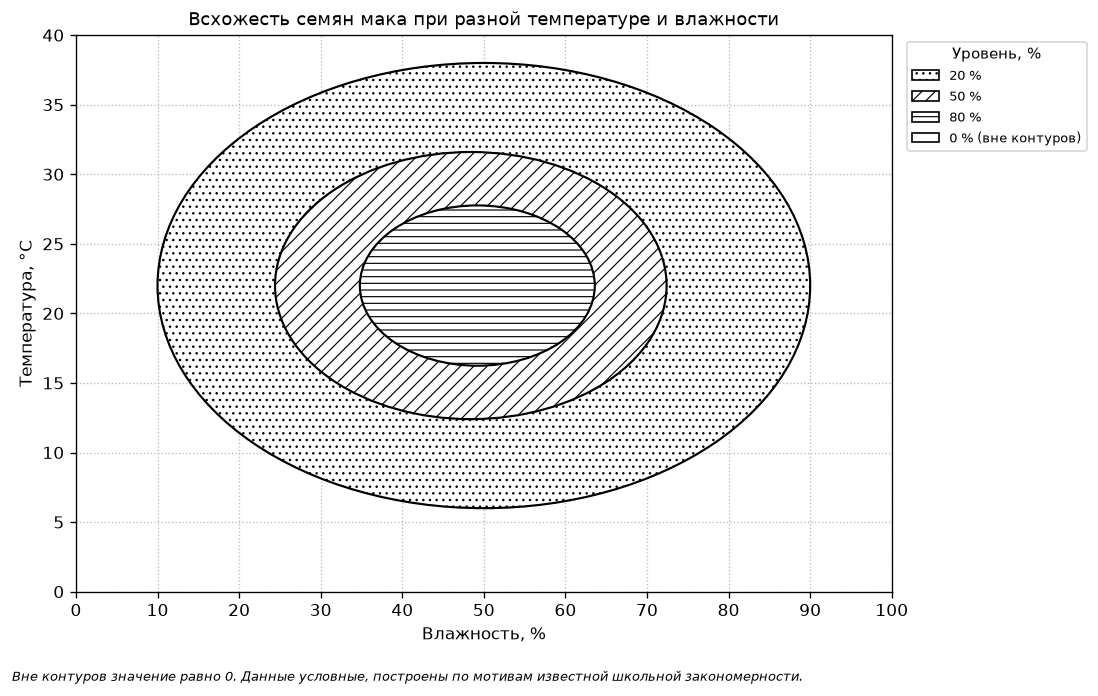 Всхожесть семян мака при разной температуре и влажности
Уровень, %
20 %
50 %
80 %
0 % (вне контуров)
Температура, °C
40
35
30
25
20
15
10
5
0
0 10 20 30 40 50 60 70 80 90 100
Влажность, %
Вне контуров значение равно 0. Данные условные, построены по мотивам известной школьной закономерности.